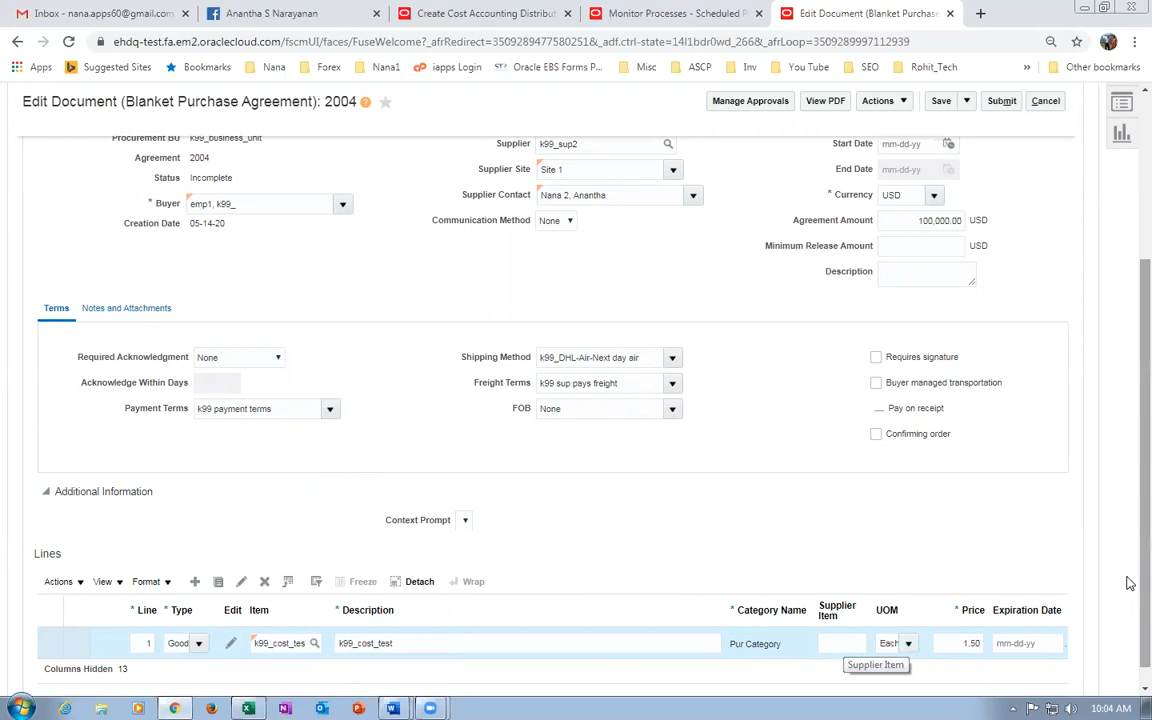 Inbox - nana.apps60@gmail.com
Anantha S Narayanan
Create Cost Accounting Distribut
Monitor Processes - Scheduled P
Edit Document (Blanket Purchase
ehdq-test.fa.em2.oraclecloud.com/fscmUI/faces/FuseWelcome?_afrRedirect=3509289477580251&_adf.ctrl-state=14l1bdr0wd_266&_afrLoop=3509289997112939
Apps Suggested Sites Bookmarks Nana Forex Nana1 iapps Login Oracle EBS Forms P... Misc ASCP Inv You Tube SEO Rohit_Tech » Other bookmarks
Edit Document (Blanket Purchase Agreement): 2004
Manage Approvals View PDF Actions Save Submit Cancel
Procurement BU k99_business_unit
Supplier k99_sup2
Start Date mm-dd-yy
Agreement 2004
Supplier Site Site 1
End Date mm-dd-yy
Status Incomplete
Supplier Contact Nana 2, Anantha
* Currency USD
* Buyer emp1, k99_
Communication Method None
Agreement Amount 100,000.00 USD
Creation Date 05-14-20
Minimum Release Amount USD
Description
Terms Notes and Attachments
Required Acknowledgment None
Shipping Method k99_DHL-Air-Next day air
Requires signature
Acknowledge Within Days
Freight Terms k99 sup pays freight
Buyer managed transportation
Payment Terms k99 payment terms
FOB None
Pay on receipt
Confirming order
Additional Information
Context Prompt
Lines
Actions View Format Freeze Detach Wrap
* Line * Type Edit Item * Description * Category Name Supplier Item UOM * Price Expiration Date
1 Good k99_cost_tes k99_cost_test Pur Category Each 1.50 mm-dd-yy
Supplier Item
Columns Hidden 13
10:04 AM